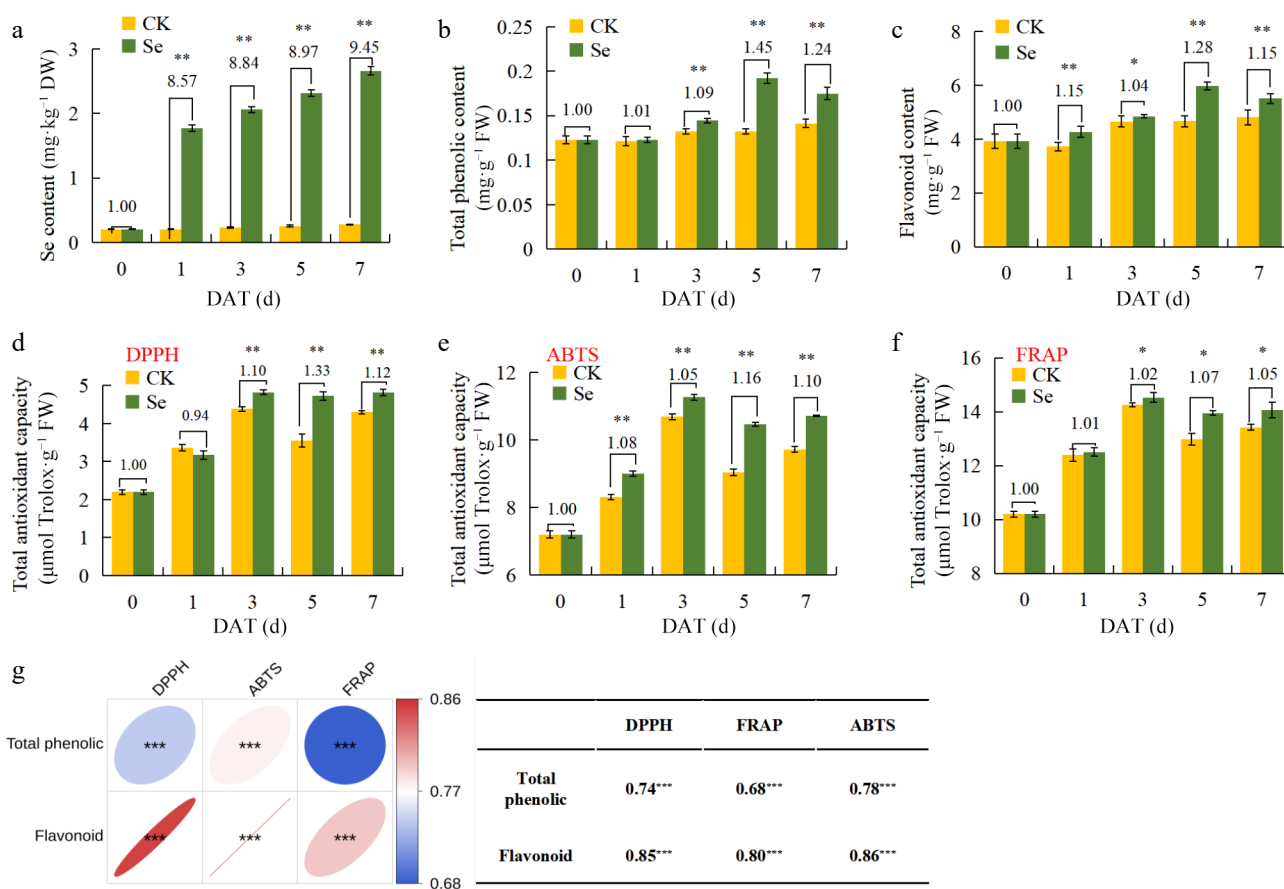 a
CK
Se
Se content (mg·kg⁻¹ DW)
3
2
1
0
1.00
**
8.57
**
8.84
**
8.97
**
9.45
0 1 3 5 7
DAT (d)
b
CK
Se
Total phenolic content
(mg·g⁻¹ FW)
0.25
0.2
0.15
0.1
0.05
0
1.00
1.01
**
1.09
**
1.45
**
1.24
0 1 3 5 7
DAT (d)
c
CK
Se
Flavonoid content
(mg·g⁻¹ FW)
8
6
4
2
0
1.00
**
1.15
*
1.04
**
1.28
**
1.15
0 1 3 5 7
DAT (d)
d
DPPH
CK
Se
Total antioxidant capacity
(μmol Trolox·g⁻¹ FW)
5
4
3
2
1
0
1.00
0.94
**
1.10
**
1.33
**
1.12
0 1 3 5 7
DAT (d)
e
ABTS
CK
Se
Total antioxidant capacity
(μmol Trolox·g⁻¹ FW)
12
10
8
6
1.00
**
1.08
**
1.05
**
1.16
**
1.10
0 1 3 5 7
DAT (d)
f
FRAP
CK
Se
Total antioxidant capacity
(μmol Trolox·g⁻¹ FW)
16
14
12
10
8
1.00
1.01
*
1.02
*
1.07
*
1.05
0 1 3 5 7
DAT (d)
g
DPPH ABTS FRAP
Total phenolic *** *** ***
Flavonoid *** *** ***
0.86
0.77
0.68
DPPH FRAP ABTS
Total
phenolic 0.74*** 0.68*** 0.78***
Flavonoid 0.85*** 0.80*** 0.86***